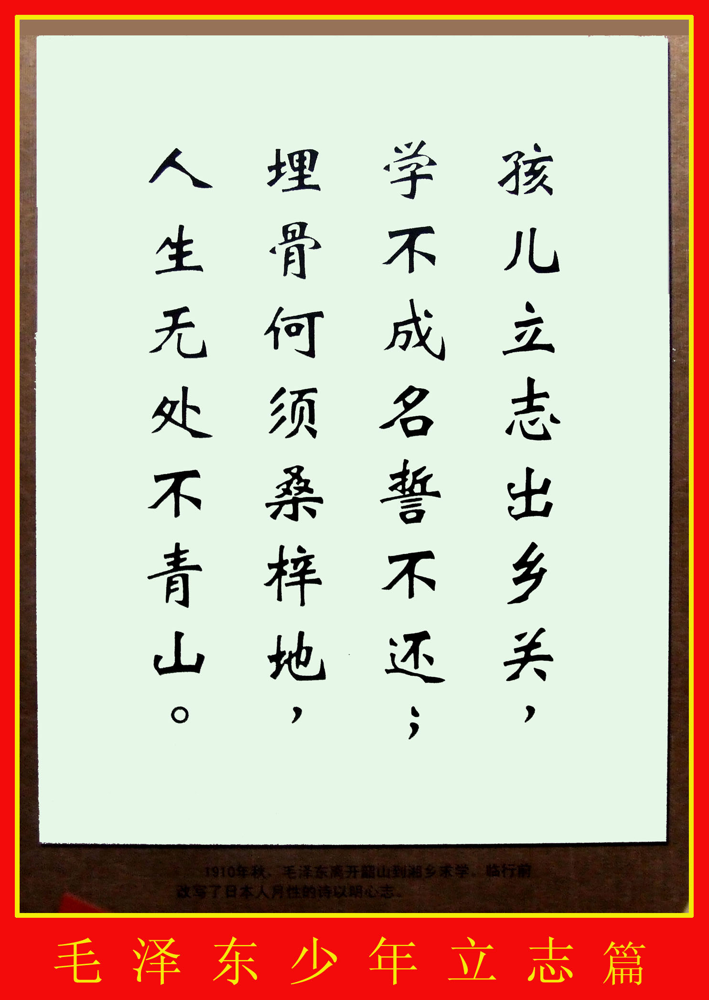 孩儿立志出乡关，
学不成名誓不还；
埋骨何须桑梓地，
人生无处不青山。
1910年秋，毛泽东离开韶山到湘乡求学。临行前
改写了日本人月性的诗以明心志。
毛泽东少年立志篇